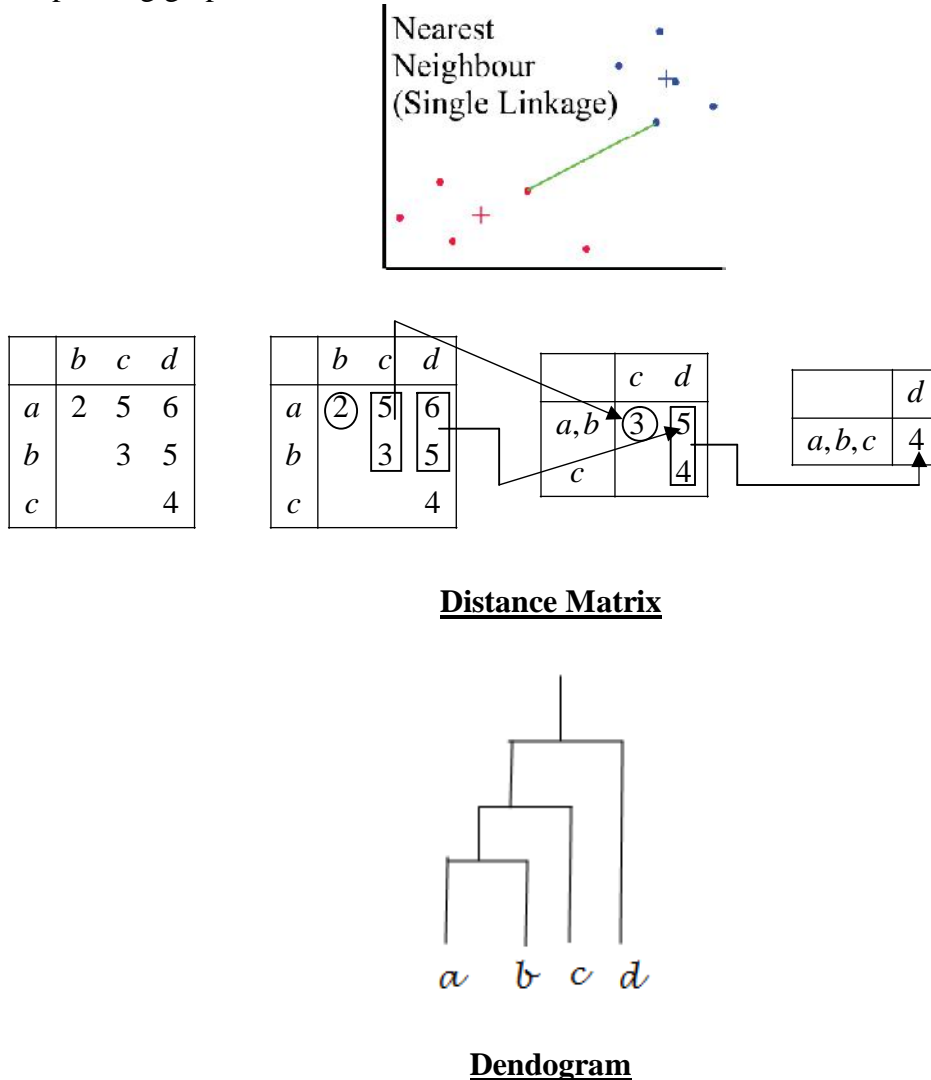 Nearest
Neighbour
(Single Linkage)
b c d
a 2 5 6
b 3 5
c 4
b c d
a 2 5 6
b 3 5
c 4
c d
a,b 3 5
c 4
d
a,b,c 4
Distance Matrix
a b c d
Dendogram